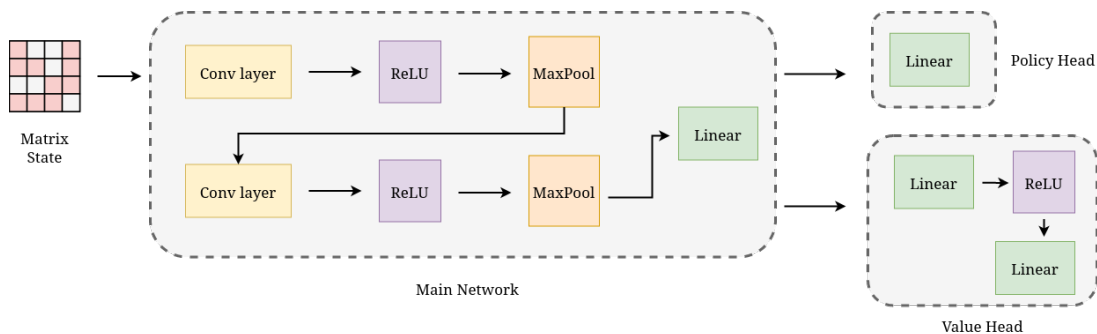 Matrix
State
Conv layer
ReLU
MaxPool
Conv layer
ReLU
MaxPool
Linear
Main Network
Linear
Policy Head
Linear
ReLU
Linear
Value Head